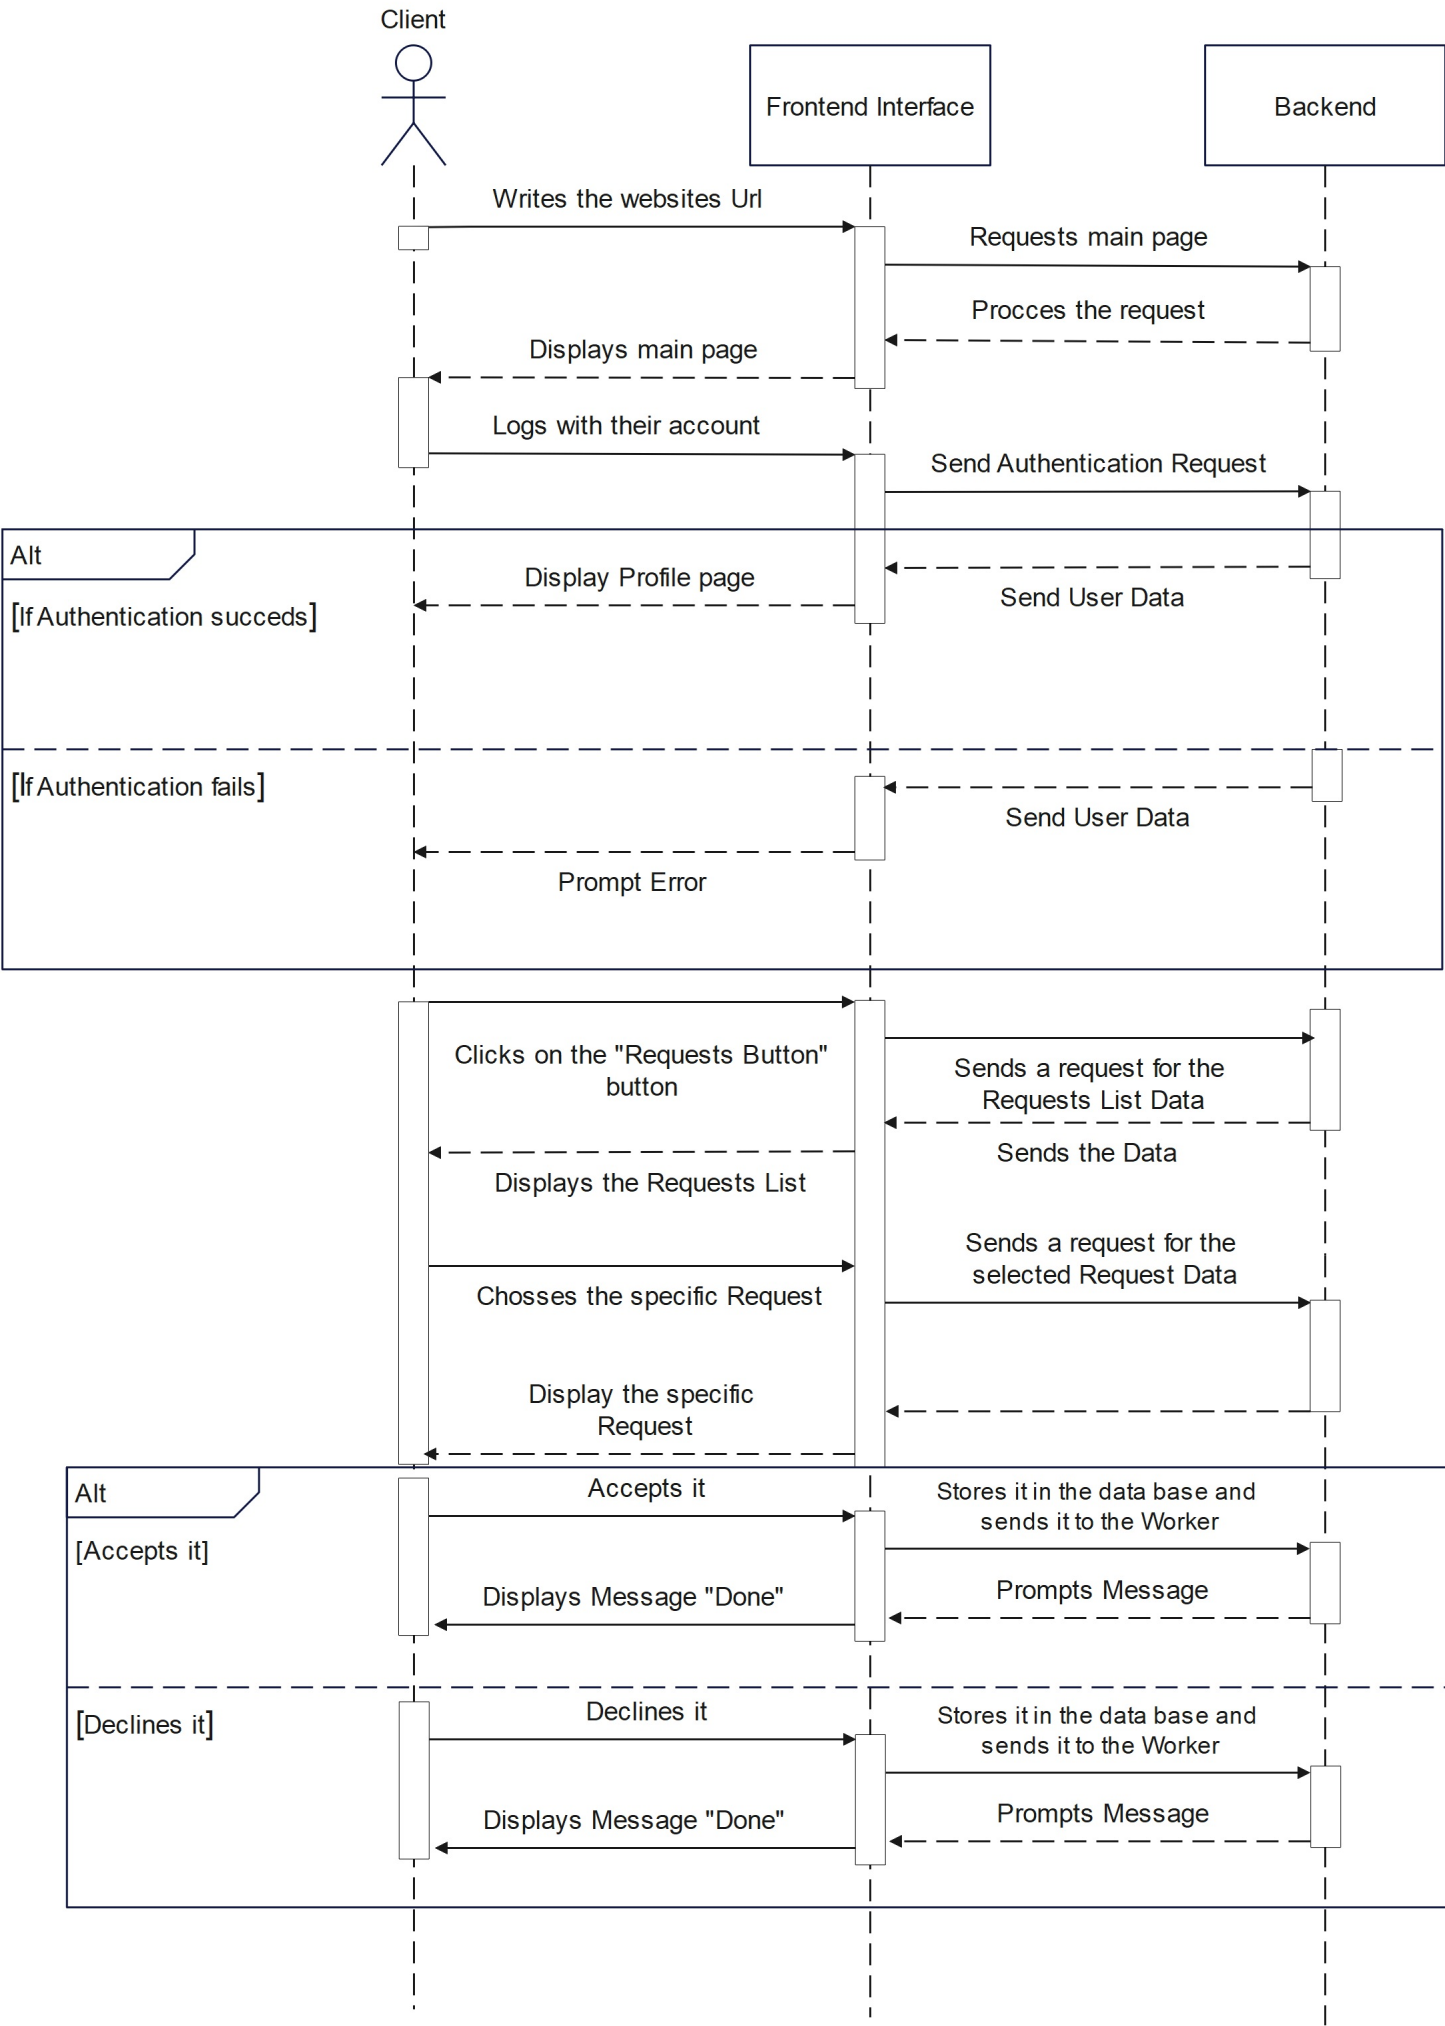 Client
Frontend Interface
Backend
Writes the websites Url
Requests main page
Procces the request
Displays main page
Logs with their account
Send Authentication Request
Alt
Display Profile page
Send User Data
[If Authentication succeds]
[If Authentication fails]
Send User Data
Prompt Error
Clicks on the "Requests Button"
button
Sends a request for the
Requests List Data
Sends the Data
Displays the Requests List
Sends a request for the
selected Request Data
Chosses the specific Request
Display the specific
Request
Alt
Accepts it
Stores it in the data base and
sends it to the Worker
[Accepts it]
Displays Message "Done"
Prompts Message
Declines it
Stores it in the data base and
sends it to the Worker
[Declines it]
Displays Message "Done"
Prompts Message